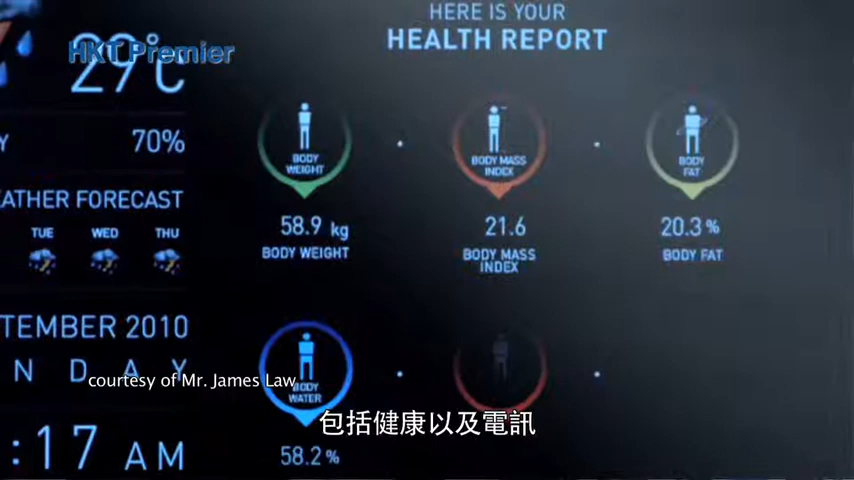 HKT Premier
29°C
70%
ATHER FORECAST
TUE WED THU
TEMBER 2010
NDAY
:17 AM
HERE IS YOUR
HEALTH REPORT
BODY
WEIGHT
58.9 kg
BODY WEIGHT
BODY MASS
INDEX
21.6
BODY MASS
INDEX
BODY
FAT
20.3%
BODY FAT
BODY
WATER
58.2%
courtesy of Mr. James Law
包括健康以及電訊